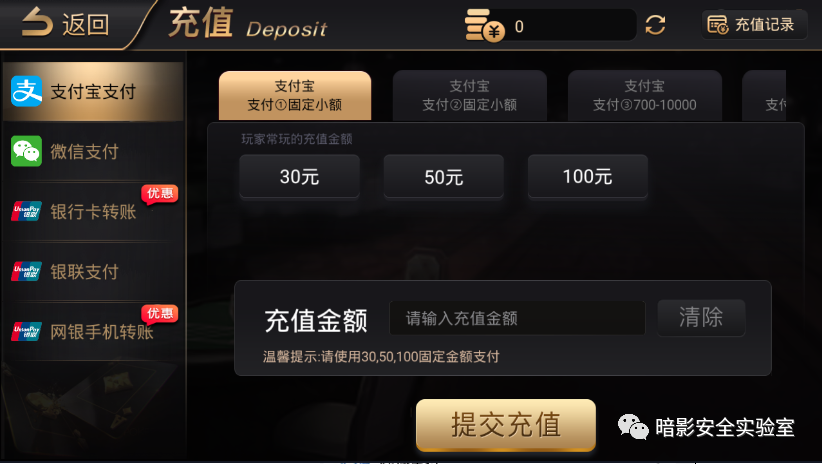 返回
充值 Deposit
¥ 0
充值记录
支付宝支付
微信支付
银行卡转账
优惠
银联支付
网银手机转账
优惠
支付宝
支付①固定小额
支付宝
支付②固定小额
支付宝
支付③700-10000
玩家常玩的充值金额
30元
50元
100元
充值金额
请输入充值金额
清除
温馨提示:请使用30,50,100固定金额支付
提交充值
暗影安全实验室